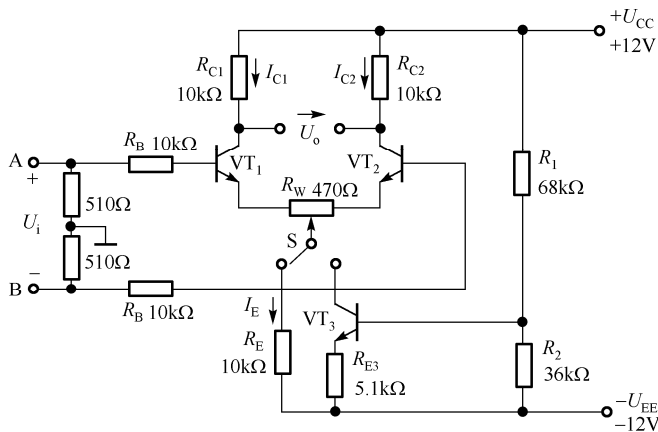 +U_CC
+12V
R_C1
10kΩ
I_C1
I_C2
R_C2
10kΩ
U_o
A
+
R_B 10kΩ
VT_1
VT_2
R_W 470Ω
R_1
68kΩ
510Ω
U_i
510Ω
S
B
−
R_B 10kΩ
I_E
R_E
10kΩ
VT_3
R_E3
5.1kΩ
R_2
36kΩ
−U_EE
−12V